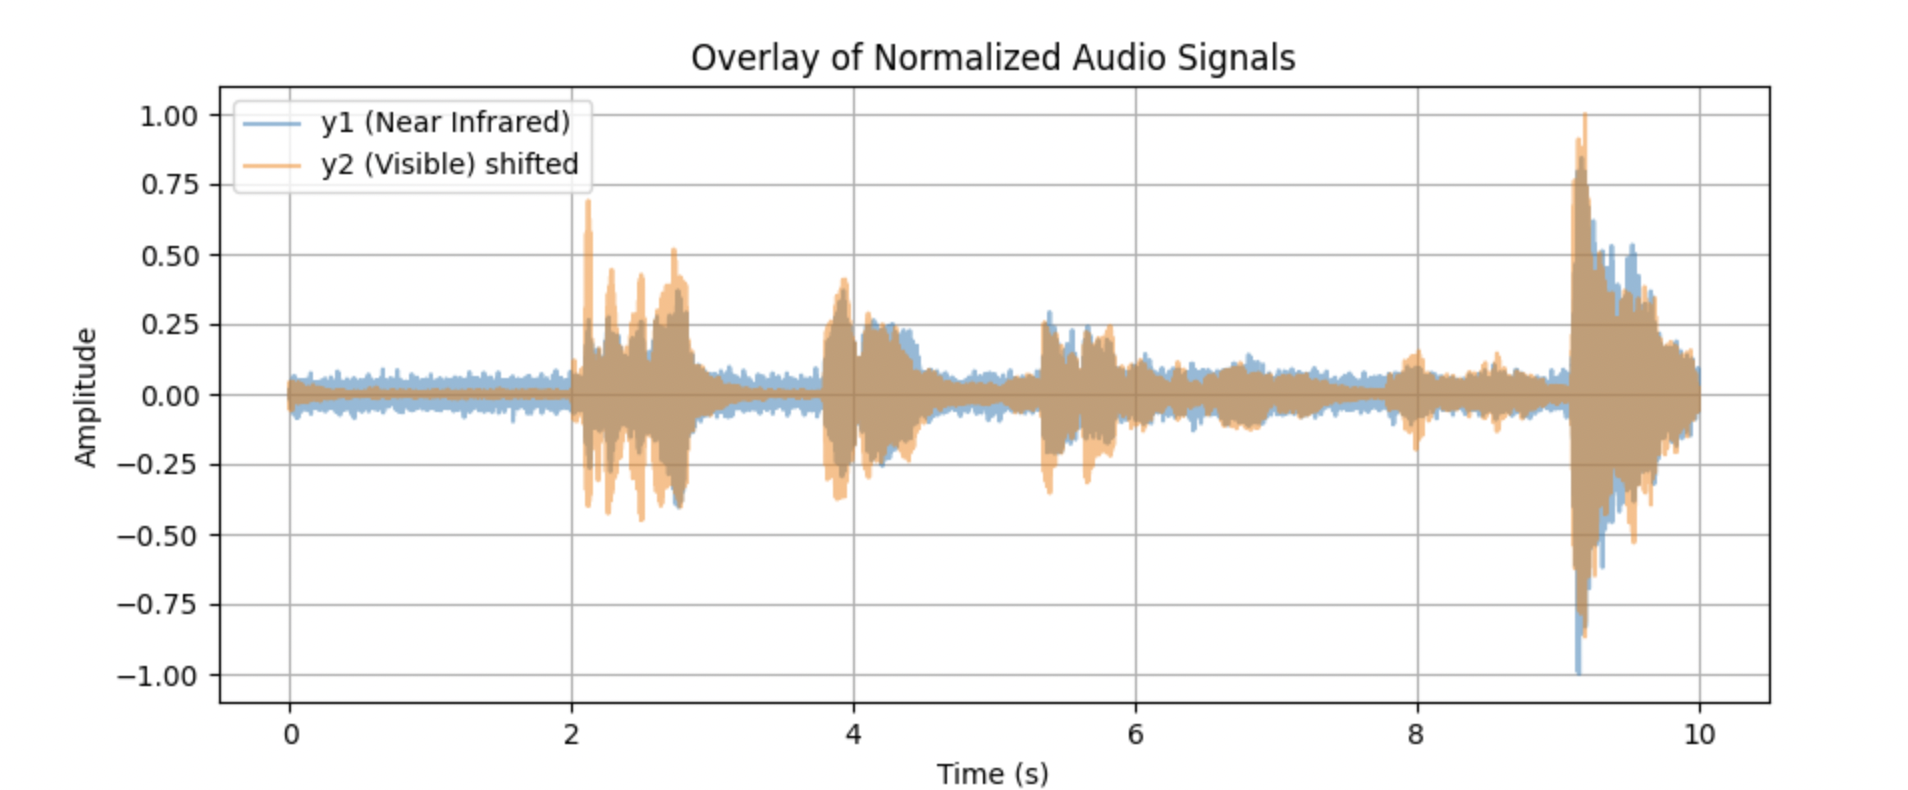 Overlay of Normalized Audio Signals
y1 (Near Infrared)
y2 (Visible) shifted
Amplitude
1.00
0.75
0.50
0.25
0.00
−0.25
−0.50
−0.75
−1.00
0 2 4 6 8 10
Time (s)